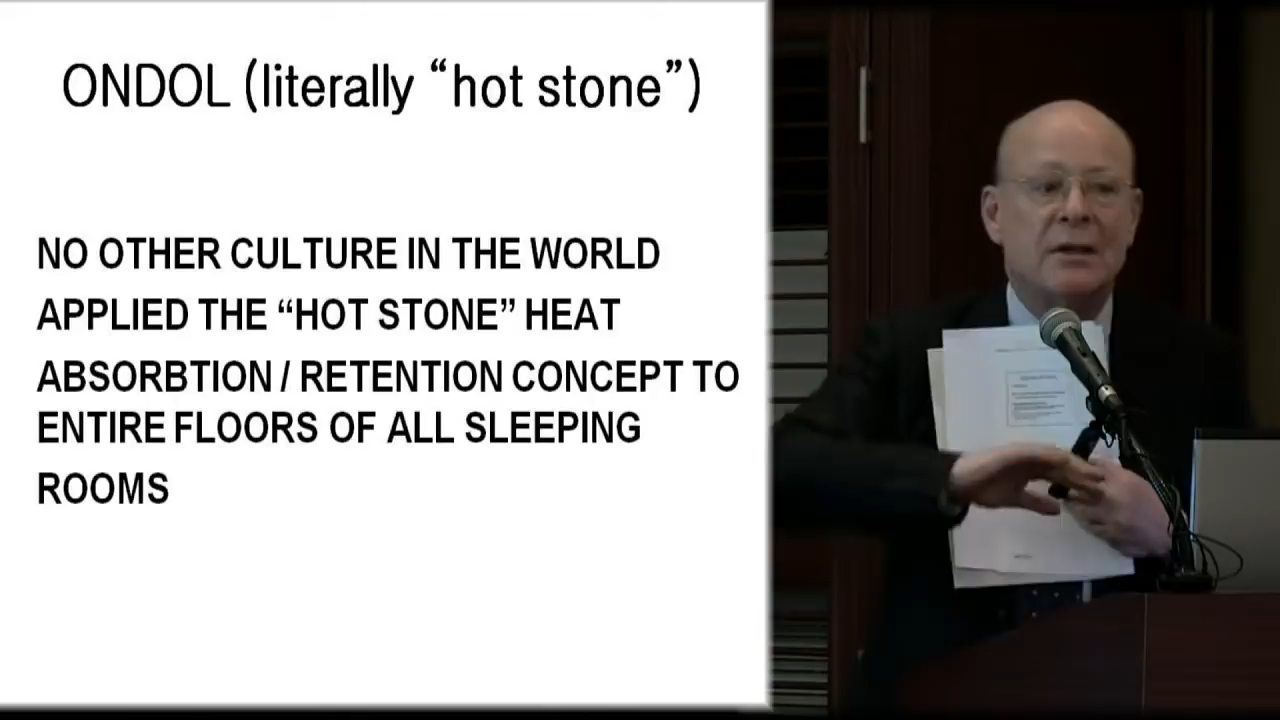 ONDOL (literally “hot stone”)
NO OTHER CULTURE IN THE WORLD
APPLIED THE “HOT STONE” HEAT
ABSORBTION / RETENTION CONCEPT TO
ENTIRE FLOORS OF ALL SLEEPING
ROOMS